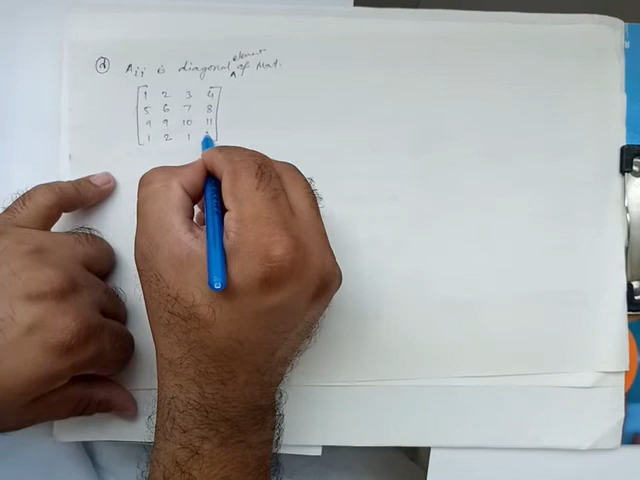 (d) Aij is diagonal element of Mat.
1 2 3 4
5 6 7 8
9 9 10 11
1 2 1